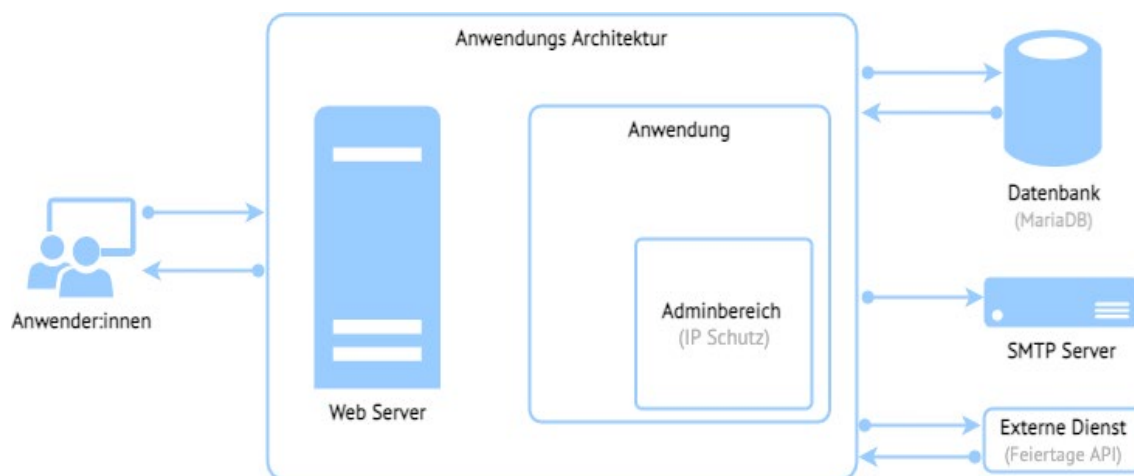 Anwendungs Architektur
Anwendung
Adminbereich
(IP Schutz)
Web Server
Anwender:innen
Datenbank
(MariaDB)
SMTP Server
Externe Dienst
(Feiertage API)